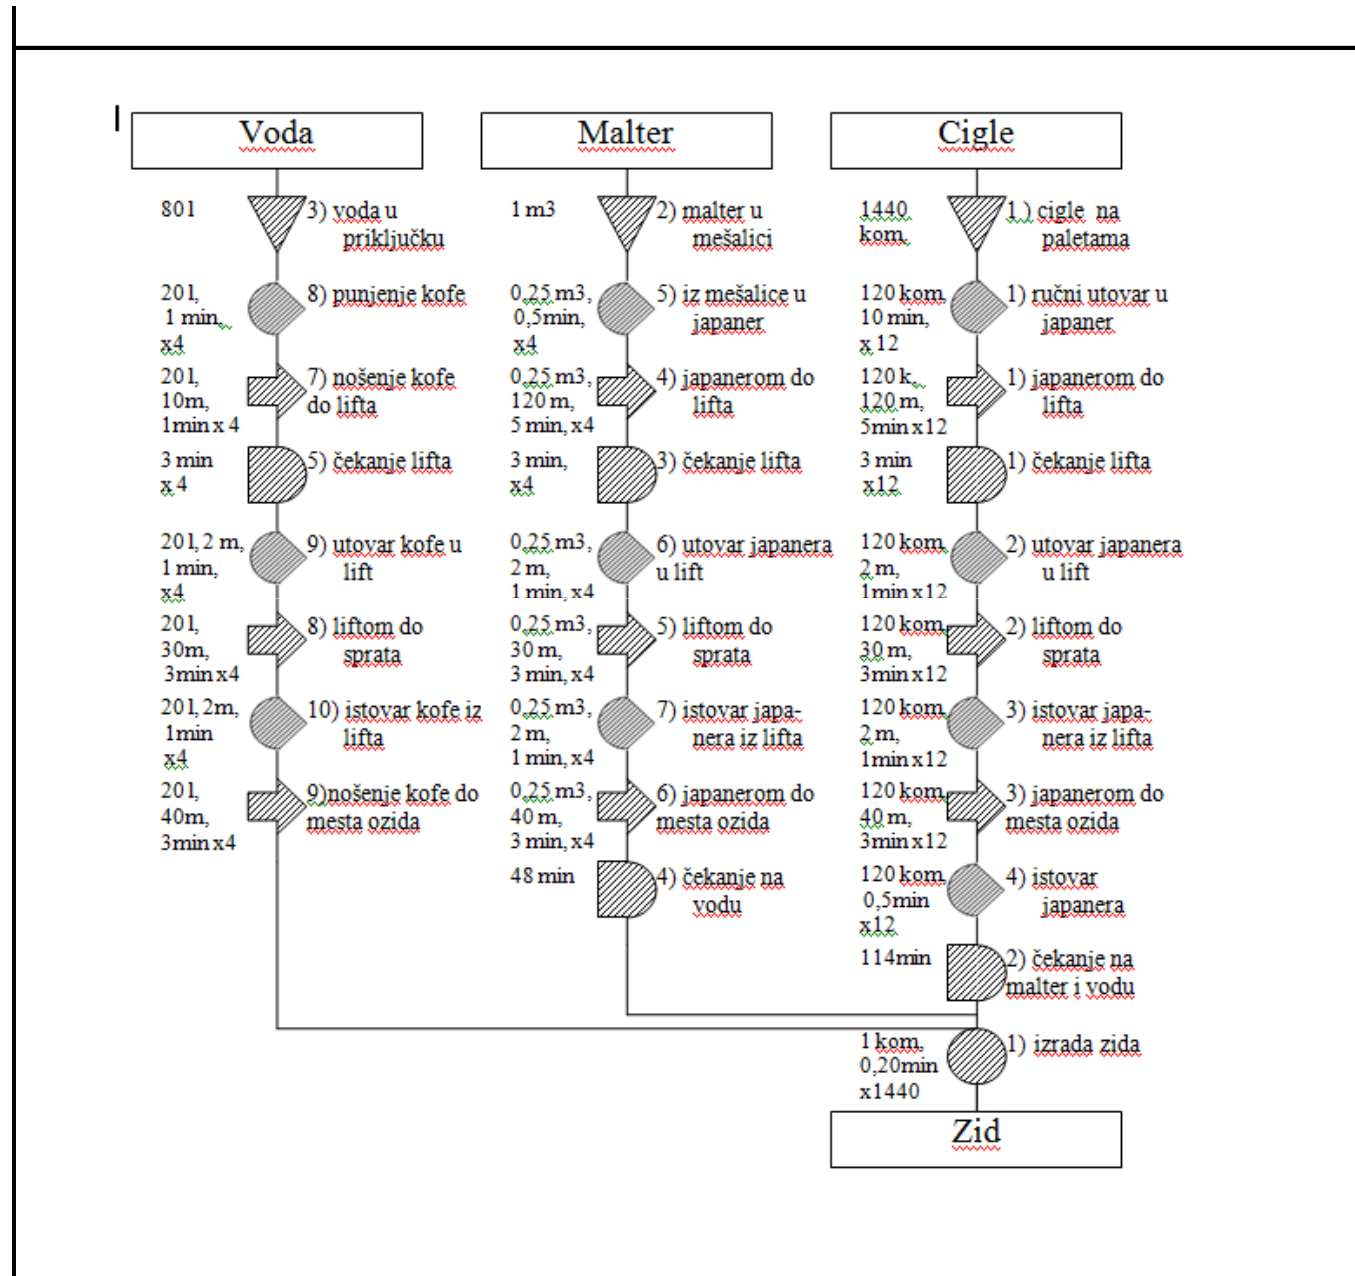 Voda
80 l
3) voda u
priključku
20 l,
1 min,
x4
8) punjenje kofe
20 l,
10m,
1min x 4
7) nošenje kofe
do lifta
3 min
x 4
5) čekanje lifta
20 l, 2 m,
1 min,
x4
9) utovar kofe u
lift
20 l,
30m,
3min x4
8) liftom do
sprata
20 l, 2m,
1min
x4
10) istovar kofe iz
lifta
20 l,
40m,
3min x4
9)nošenje kofe do
mesta ozida
Malter
1 m3
2) malter u
mešalici
0,25 m3,
0,5min,
x4
5) iz mešalice u
japaner
0,25 m3,
120 m,
5 min, x4
4) japanerom do
lifta
3 min,
x4
3) čekanje lifta
0,25 m3,
2 m,
1 min, x4
6) utovar japanera
u lift
0,25 m3,
30 m,
3 min, x4
5) liftom do
sprata
0,25 m3,
2 m,
1 min, x4
7) istovar japa-
nera iz lifta
0,25 m3,
40 m,
3 min, x4
6) japanerom do
mesta ozida
48 min
4) čekanje na
vodu
Cigle
1440
kom.
1 ) cigle na
paletama
120 kom.
10 min,
x 12
1) ručni utovar u
japaner
120 k.,
120 m,
5min x12
1) japanerom do
lifta
3 min
x12
1) čekanje lifta
120 kom.
2 m,
1min x12
2) utovar japanera
u lift
120 kom.
30 m,
3min x12
2) liftom do
sprata
120 kom.
2 m,
1min x12
3) istovar japa-
nera iz lifta
120 kom.
40 m,
3min x12
3) japanerom do
mesta ozida
120 kom.
0,5min
x12
4) istovar
japanera
114min
2) čekanje na
malter i vodu
1 kom.
0,20min
x1440
1) izrada zida
Zid